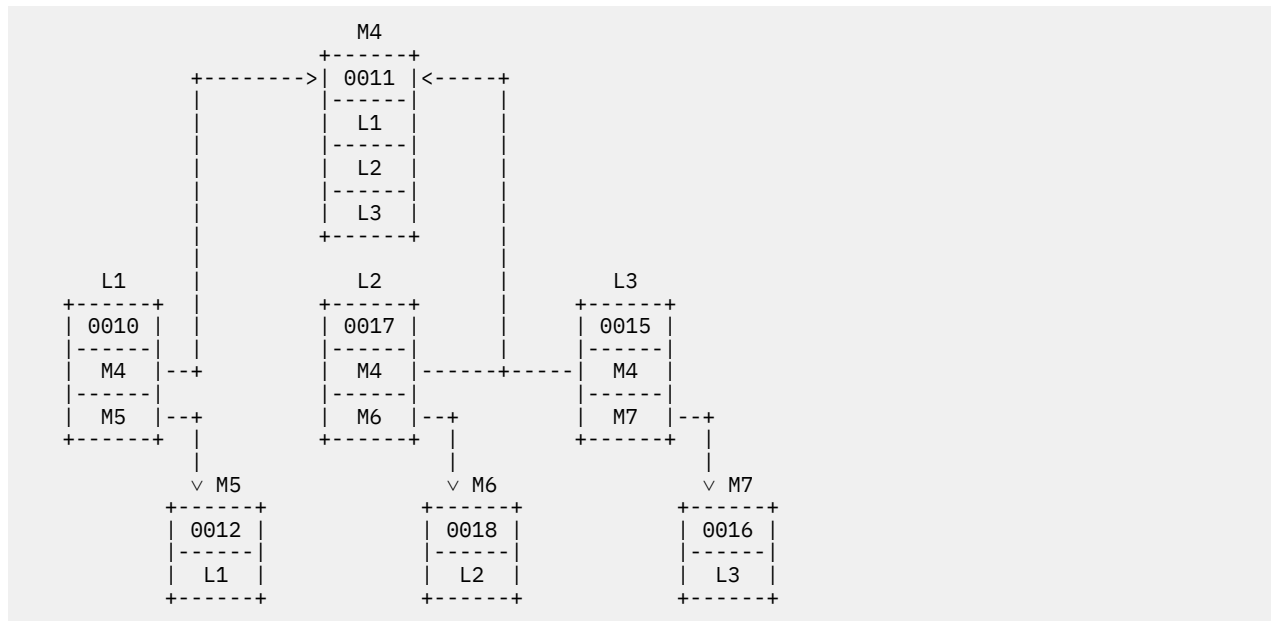 M4
+------+
+-------->| 0011 |<-----+
| |------| |
| | L1 | |
| |------| |
| | L2 | |
| |------| |
| | L3 | |
| +------+ |
| |
L1 | L2 | L3
+------+ | +------+ | +------+
| 0010 | | | 0017 | | | 0015 |
|------| | |------| | |------|
| M4 |--+ | M4 |------+-----| M4 |
|------| |------| |------|
| M5 |--+ | M6 |--+ | M7 |--+
+------+ | +------+ | +------+ |
| | |
v M5 v M6 v M7
+------+ +------+ +------+
| 0012 | | 0018 | | 0016 |
|------| |------| |------|
| L1 | | L2 | | L3 |
+------+ +------+ +------+